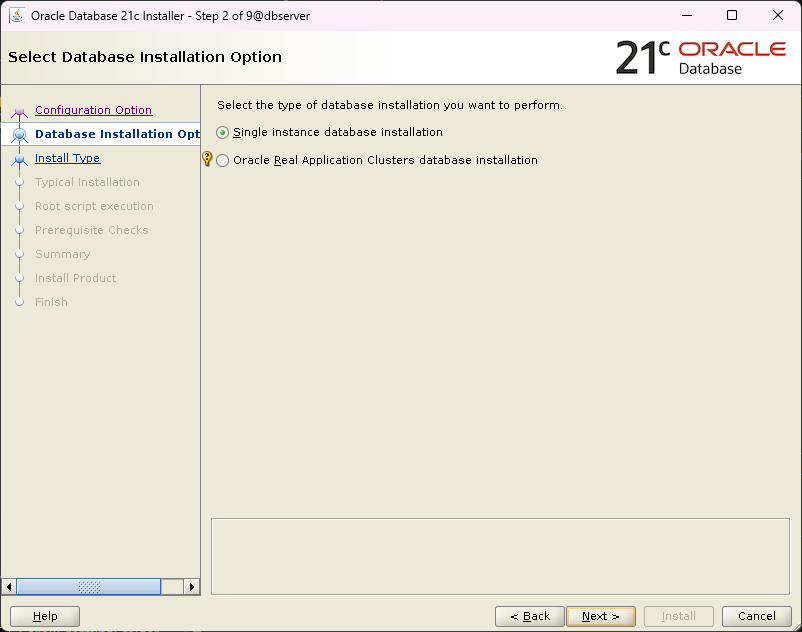 Oracle Database 21c Installer - Step 2 of 9@dbserver
Select Database Installation Option
21c ORACLE
Database
Configuration Option
Database Installation Opt
Install Type
Typical Installation
Root script execution
Prerequisite Checks
Summary
Install Product
Finish
Select the type of database installation you want to perform.
Single instance database installation
Oracle Real Application Clusters database installation
Help
< Back
Next >
Install
Cancel